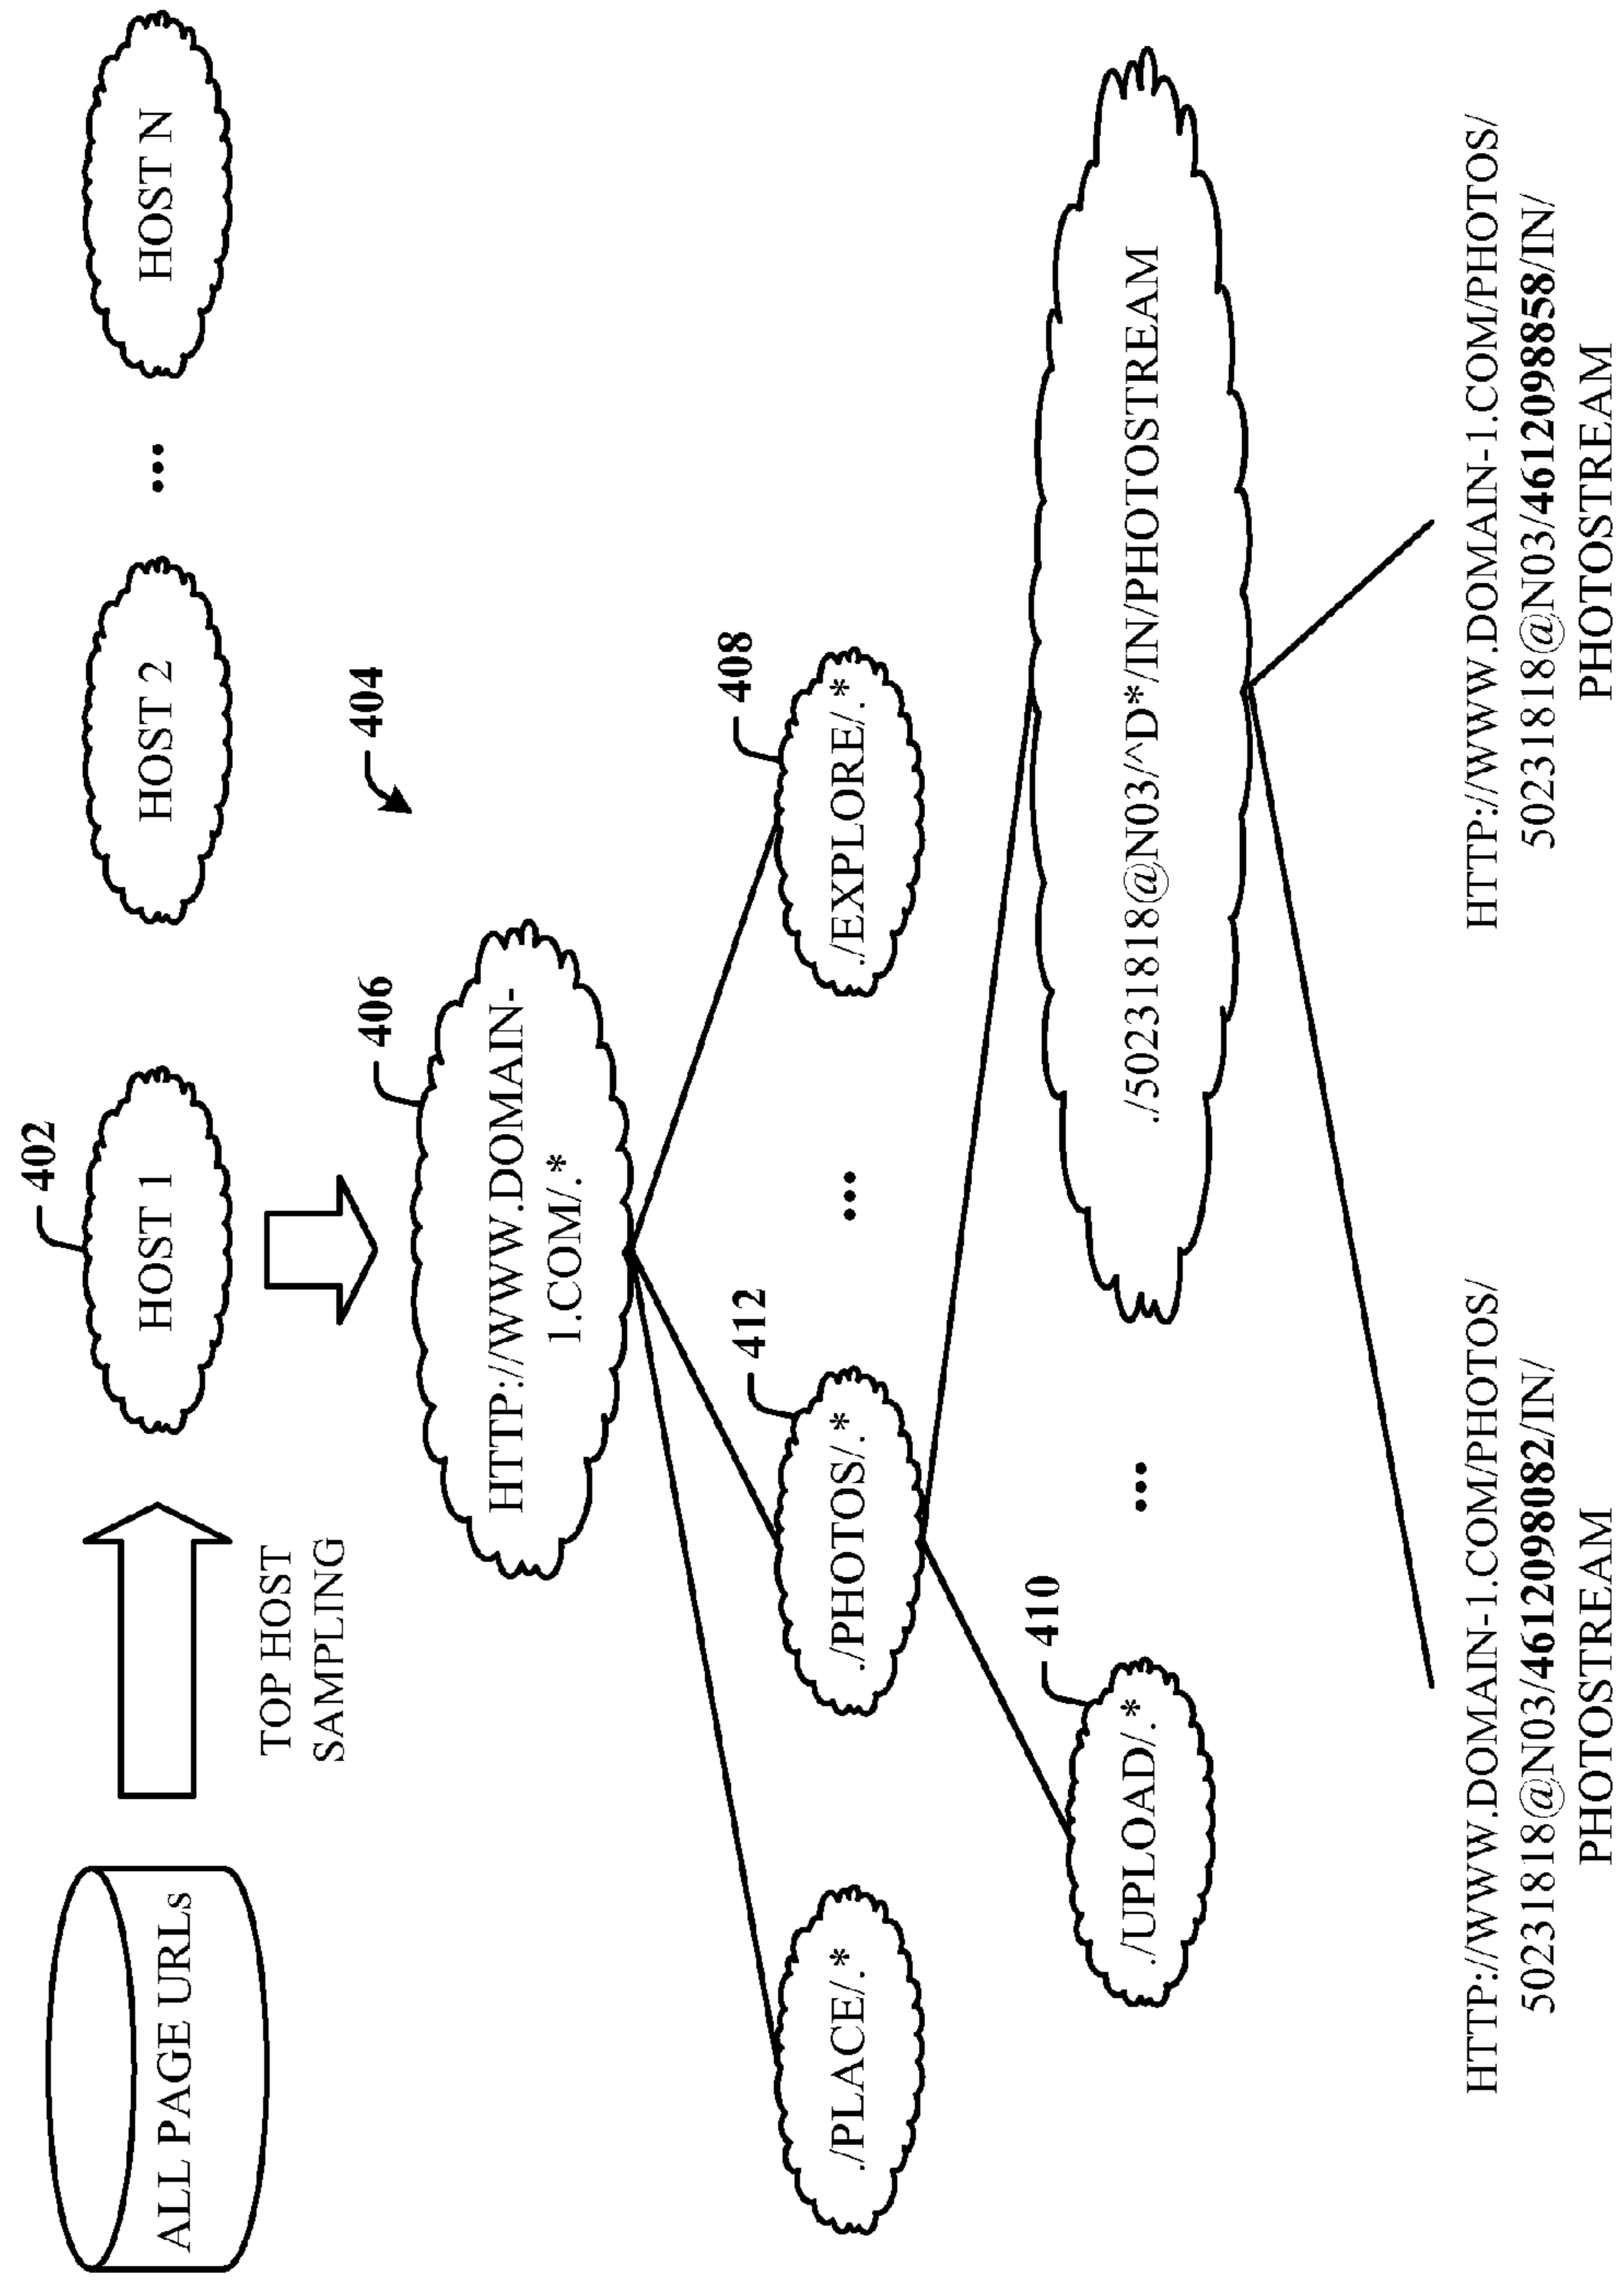 ALL PAGE URLs
TOP HOST
SAMPLING
402
HOST 1
HOST 2
...
HOST N
404
406
HTTP://WWW.DOMAIN-
1.COM/.*
./PLACE/.*
412
./PHOTOS/.*
...
408
./EXPLORE/.*
410
./UPLOAD/.*
...
./50231818@N03/^D*/IN/PHOTOSTREAM
HTTP://WWW.DOMAIN-1.COM/PHOTOS/
50231818@N03/4612098082/IN/
PHOTOSTREAM
HTTP://WWW.DOMAIN-1.COM/PHOTOS/
50231818@N03/4612098858/IN/
PHOTOSTREAM